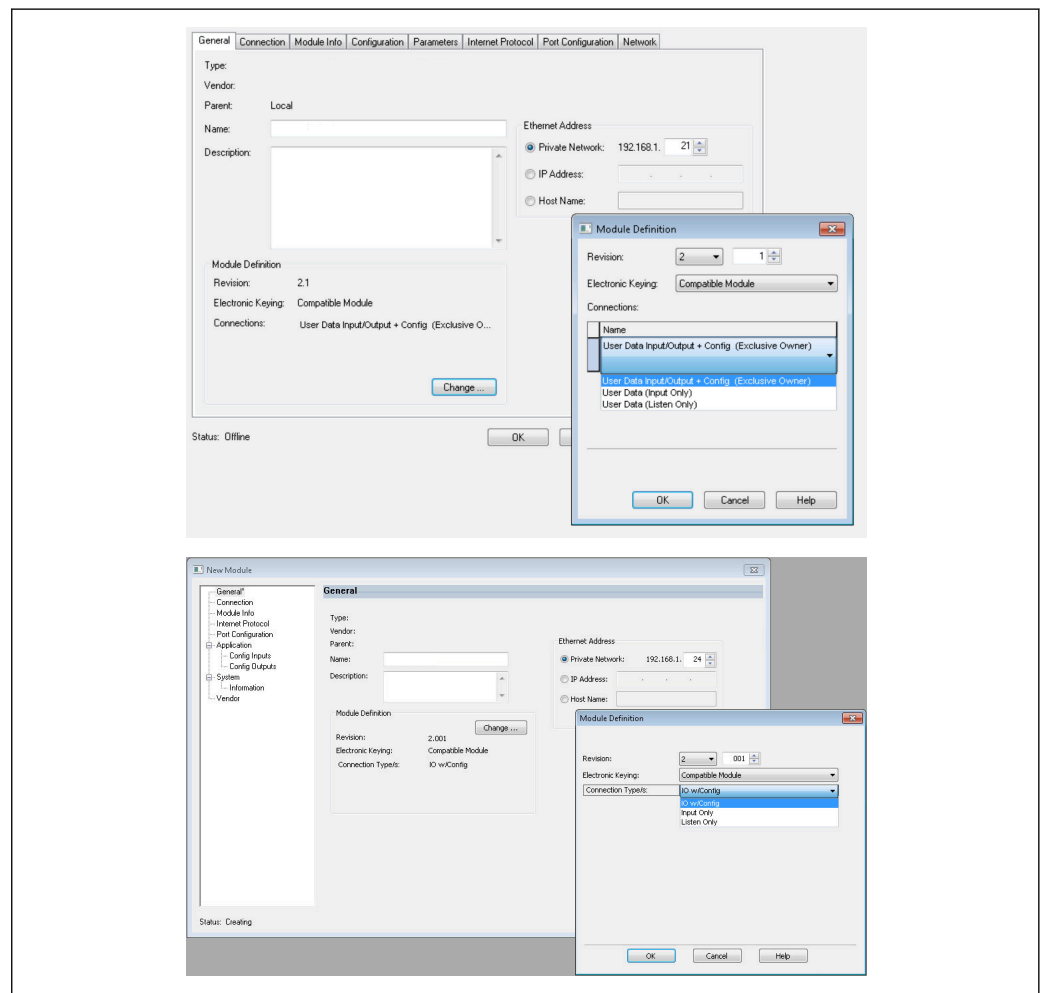 General Connection Module Info Configuration Parameters Internet Protocol Port Configuration Network
Type:
Vendor:
Parent: Local
Name:
Description:
Ethernet Address
Private Network: 192.168.1. 21
IP Address:
Host Name:
Module Definition
Revision: 2.1
Electronic Keying: Compatible Module
Connections: User Data Input/Output + Config (Exclusive O...
Change ...
Status: Offline
OK
Module Definition
Revision: 2 1
Electronic Keying: Compatible Module
Connections:
Name
User Data Input/Output + Config (Exclusive Owner)
User Data Input/Output + Config (Exclusive Owner)
User Data (Input Only)
User Data (Listen Only)
OK Cancel Help
New Module
General*
Connection
Module Info
Internet Protocol
Port Configuration
Application
Config Inputs
Config Outputs
System
Information
Vendor
General
Type:
Vendor:
Parent:
Name:
Description:
Ethernet Address
Private Network: 192.168.1. 24
IP Address:
Host Name:
Module Definition
Change ...
Revision: 2.001
Electronic Keying: Compatible Module
Connection Type/s: IO w/Config
Status: Creating
Module Definition
Revision: 2 001
Electronic Keying: Compatible Module
Connection Type/s: IO w/Config
IO w/Config
Input Only
Listen Only
OK Cancel Help